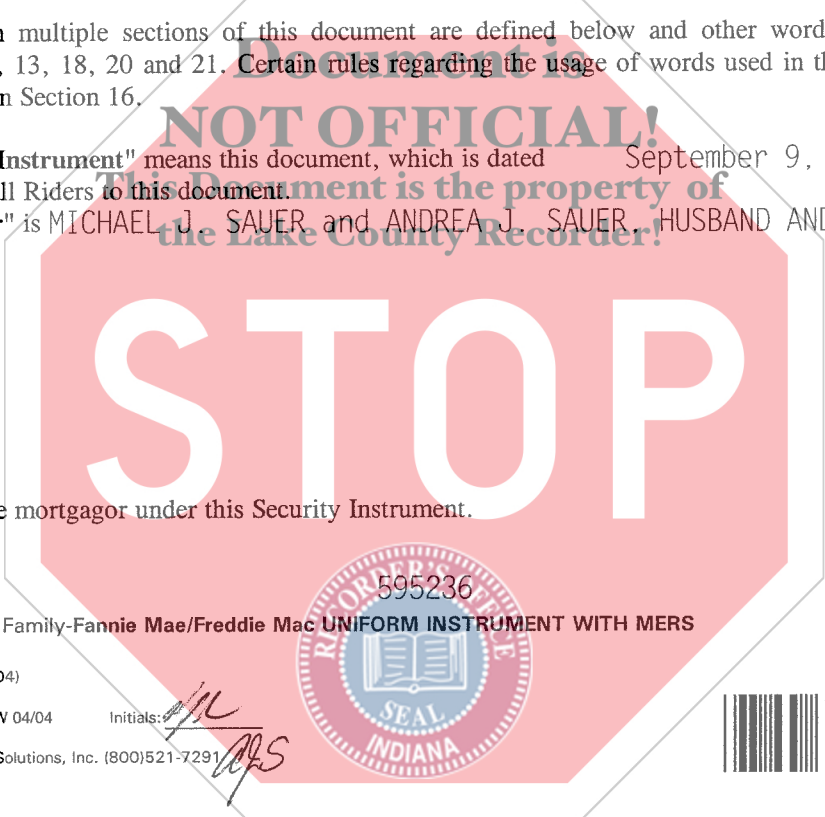 multiple sections of this document are defined below and other word
, 13, 18, 20 and 21. Certain rules regarding the usage of words used in th
n Section 16.
Document is
NOT OFFICIAL!
This Document is the property of
the Lake County Recorder!
Instrument" means this document, which is dated September 9,
ll Riders to this document.
" is MICHAEL J. SAUER and ANDREA J. SAUER, HUSBAND AND
STOP
e mortgagor under this Security Instrument.
595236
Family-Fannie Mae/Freddie Mac UNIFORM INSTRUMENT WITH MERS
04)
04/04 Initials:
Solutions, Inc. (800)521-7291
RECORDER'S OFFICE
SEAL
INDIANA